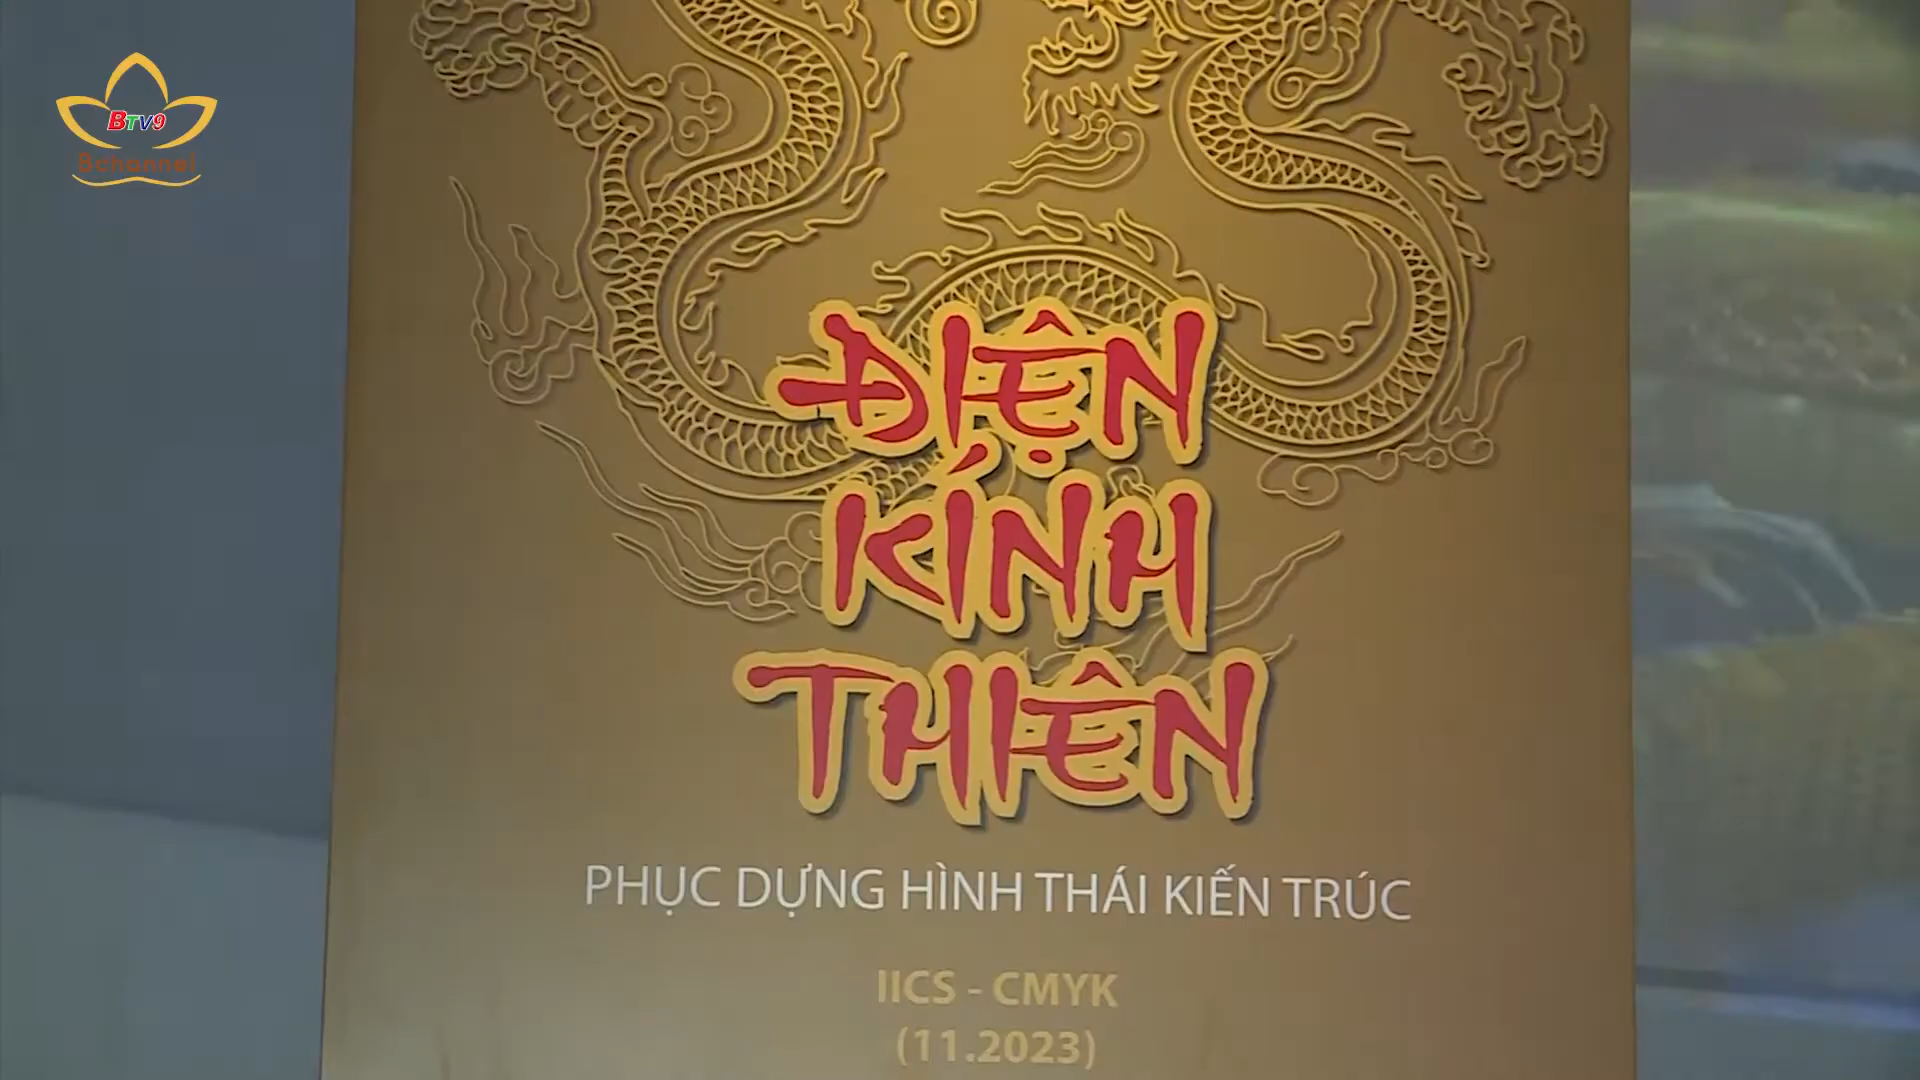 BTV9
Bchannel
ĐIỆN
KÍNH
THIÊN
PHỤC DỰNG HÌNH THÁI KIẾN TRÚC
IICS - CMYK
(11.2023)